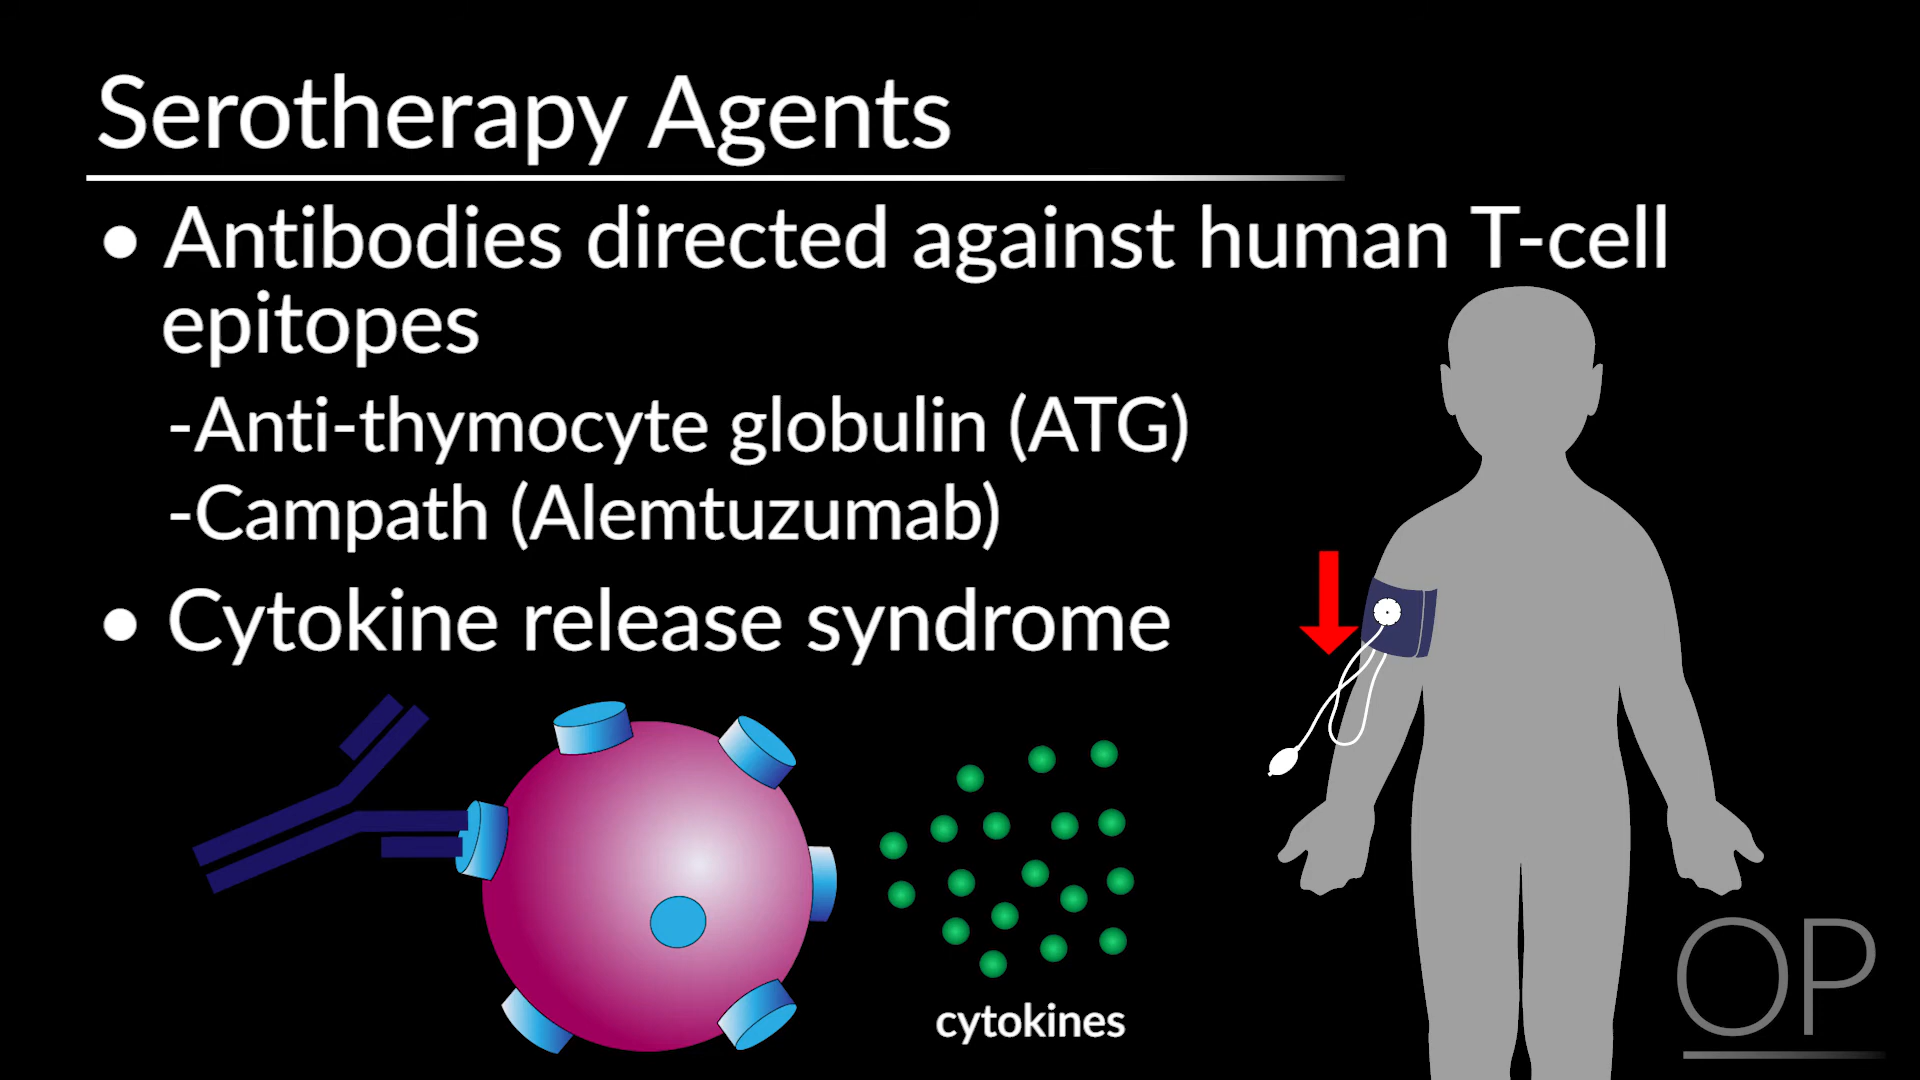 Serotherapy Agents
• Antibodies directed against human T-cell
epitopes
-Anti-thymocyte globulin (ATG)
-Campath (Alemtuzumab)
• Cytokine release syndrome
cytokines
OP